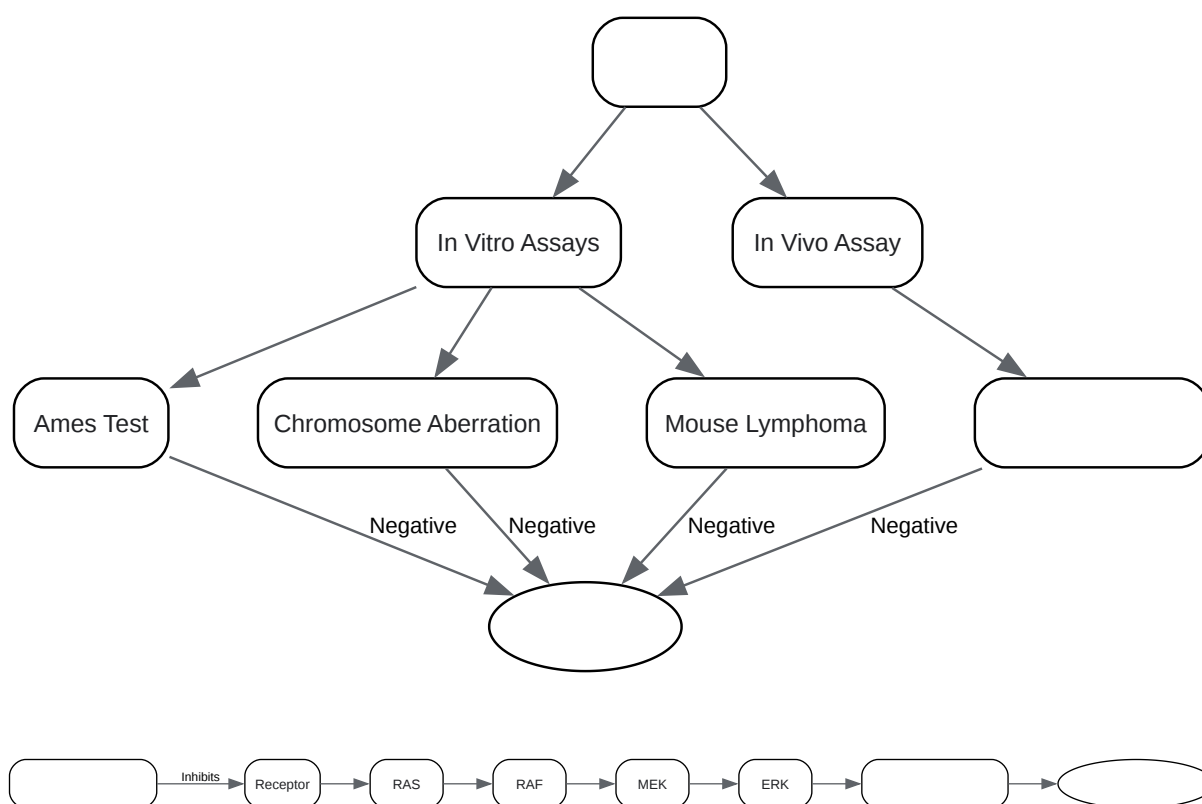 In Vitro Assays
In Vivo Assay
Ames Test
Chromosome Aberration
Mouse Lymphoma
Negative
Negative
Negative
Negative
Inhibits
Receptor
RAS
RAF
MEK
ERK